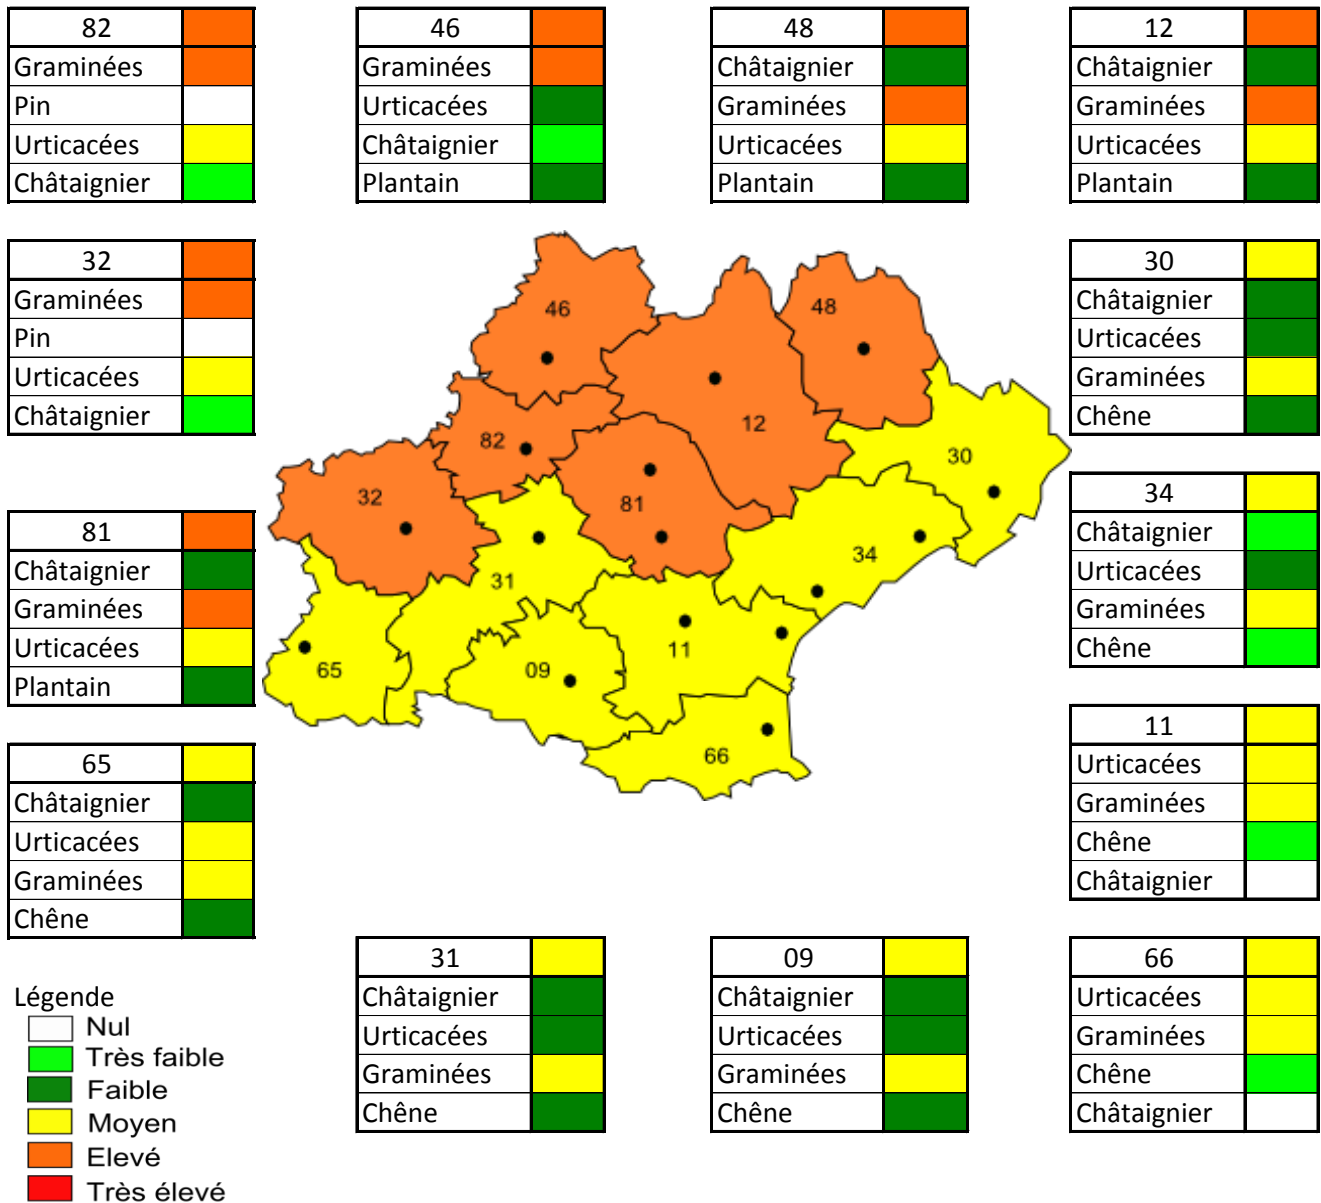 82
Graminées
Pin
Urticacées
Châtaignier
46
Graminées
Urticacées
Châtaignier
Plantain
48
Châtaignier
Graminées
Urticacées
Plantain
12
Châtaignier
Graminées
Urticacées
Plantain
32
Graminées
Pin
Urticacées
Châtaignier
30
Châtaignier
Urticacées
Graminées
Chêne
81
Châtaignier
Graminées
Urticacées
Plantain
34
Châtaignier
Urticacées
Graminées
Chêne
65
Châtaignier
Urticacées
Graminées
Chêne
11
Urticacées
Graminées
Chêne
Châtaignier
46
48
12
82
30
32
81
34
31
11
65
09
66
31
Châtaignier
Urticacées
Graminées
Chêne
09
Châtaignier
Urticacées
Graminées
Chêne
66
Urticacées
Graminées
Chêne
Châtaignier
Légende
Nul
Très faible
Faible
Moyen
Elevé
Très élevé